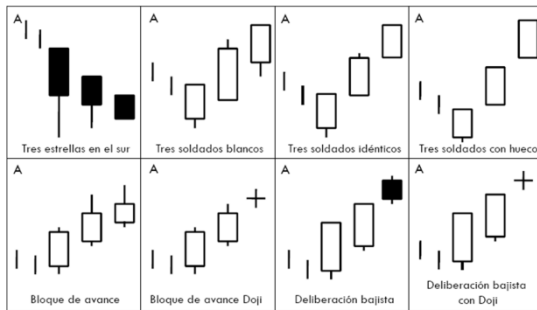 A
A
A
A
Tres estrellas en el sur
Tres soldados blancos
Tres soldados idénticos
Tres soldados con hueco
A
A
A
A
Bloque de avance
Bloque de avance Doji
Deliberación bajista
Deliberación bajista
con Doji